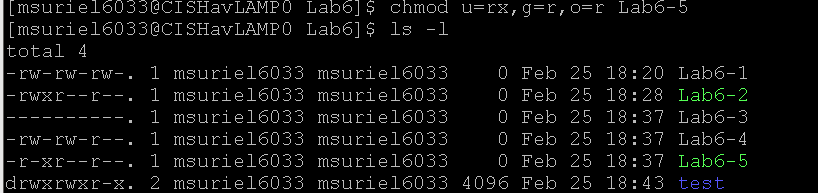 [msuriel6033@CISHavLAMP0 Lab6]$ chmod u=rx,g=r,o=r Lab6-5
[msuriel6033@CISHavLAMP0 Lab6]$ ls -l
total 4
-rw-rw-rw-. 1 msuriel6033 msuriel6033    0 Feb 25 18:20 Lab6-1
-rwxr--r--. 1 msuriel6033 msuriel6033    0 Feb 25 18:28 Lab6-2
----------. 1 msuriel6033 msuriel6033    0 Feb 25 18:37 Lab6-3
-rw-rw-r--. 1 msuriel6033 msuriel6033    0 Feb 25 18:37 Lab6-4
-r-xr--r--. 1 msuriel6033 msuriel6033    0 Feb 25 18:37 Lab6-5
drwxrwxr-x. 2 msuriel6033 msuriel6033 4096 Feb 25 18:43 test